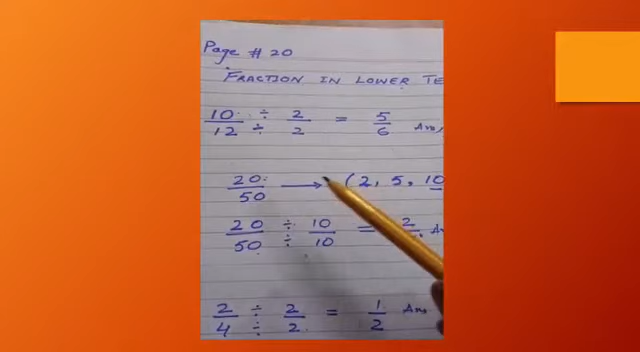 Page # 20
FRACTION IN LOWER TE
10/12 ÷ 2/2 = 5/6 Ans,
20/50 → (2, 5, 10
20/50 ÷ 10/10 = 2/
2/4 ÷ 2/2 = 1/2 Ans,